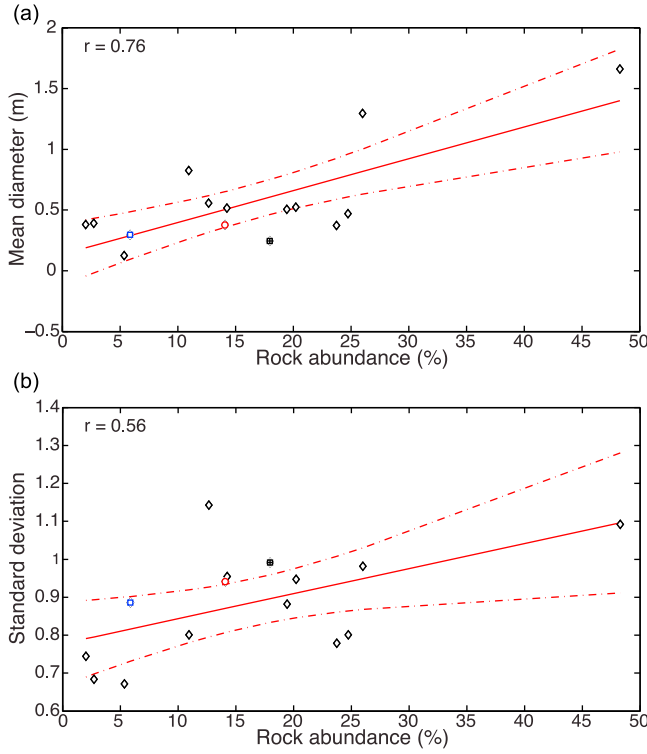 (a)
r = 0.76
Mean diameter (m)
2
1.5
1
0.5
0
−0.5
0 5 10 15 20 25 30 35 40 45 50
Rock abundance (%)
(b)
r = 0.56
Standard deviation
1.4
1.3
1.2
1.1
1
0.9
0.8
0.7
0.6
0 5 10 15 20 25 30 35 40 45 50
Rock abundance (%)